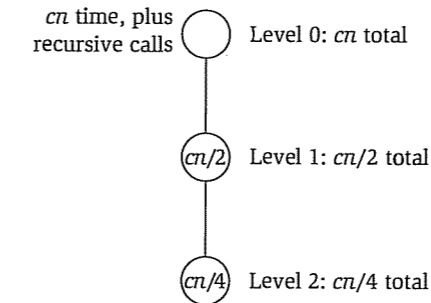 cn time, plus
recursive calls
Level 0: cn total
cn/2
Level 1: cn/2 total
cn/4
Level 2: cn/4 total